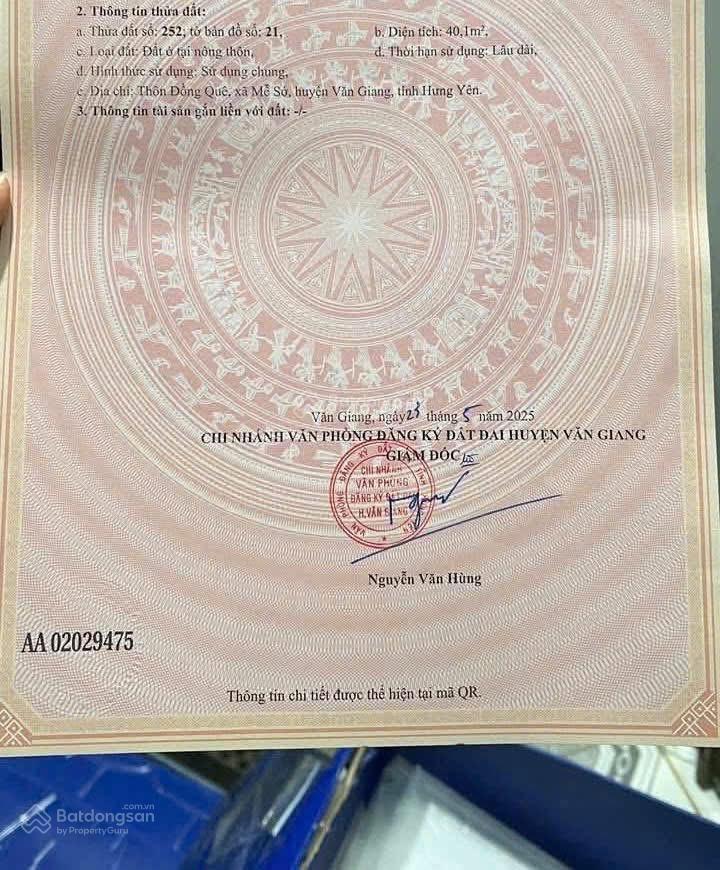 2. Thông tin thửa đất:
a. Thửa đất số: 252; tờ bản đồ số: 21,
b. Diện tích: 40,1m²,
c. Loại đất: Đất ở tại nông thôn,
d. Thời hạn sử dụng: Lâu dài,
đ. Hình thức sử dụng: Sử dụng chung,
e. Địa chỉ: Thôn Đồng Quê, xã Mễ Sở, huyện Văn Giang, tỉnh Hưng Yên.
3. Thông tin tài sản gắn liền với đất: -/-
Văn Giang, ngày 23 tháng 5 năm 2025
CHI NHÁNH VĂN PHÒNG ĐĂNG KÝ ĐẤT ĐAI HUYỆN VĂN GIANG
GIÁM ĐỐC
CHI NHÁNH
VĂN PHÒNG
ĐĂNG KÝ ĐẤT
H.VĂN GIANG
Nguyễn Văn Hùng
AA 02029475
Thông tin chi tiết được thể hiện tại mã QR.
Batdongsan.com.vn
by PropertyGuru